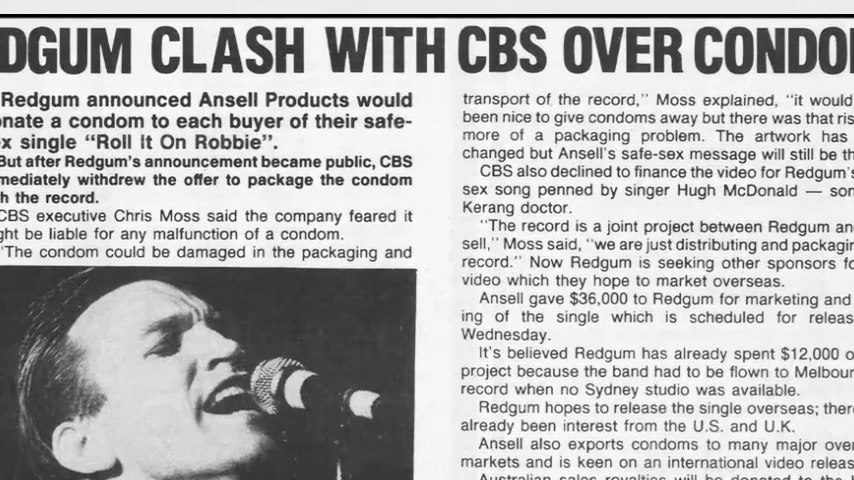 DGUM CLASH WITH CBS OVER CONDO
Redgum announced Ansell Products would
onate a condom to each buyer of their safe-
x single "Roll It On Robbie".
But after Redgum's announcement became public, CBS
mediately withdrew the offer to package the condom
h the record.
CBS executive Chris Moss said the company feared it
ght be liable for any malfunction of a condom.
"The condom could be damaged in the packaging and
transport of the record," Moss explained, "it would
been nice to give condoms away but there was that ris
more of a packaging problem. The artwork has
changed but Ansell's safe-sex message will still be th
CBS also declined to finance the video for Redgum's
sex song penned by singer Hugh McDonald — son
Kerang doctor.
"The record is a joint project between Redgum an
sell," Moss said, "we are just distributing and packagin
record." Now Redgum is seeking other sponsors fo
video which they hope to market overseas.
Ansell gave $36,000 to Redgum for marketing and
ing of the single which is scheduled for releas
Wednesday.
It's believed Redgum has already spent $12,000 o
project because the band had to be flown to Melbour
record when no Sydney studio was available.
Redgum hopes to release the single overseas; there
already been interest from the U.S. and U.K.
Ansell also exports condoms to many major over
markets and is keen on an international video releas
Australian sales royalties will be donated to the